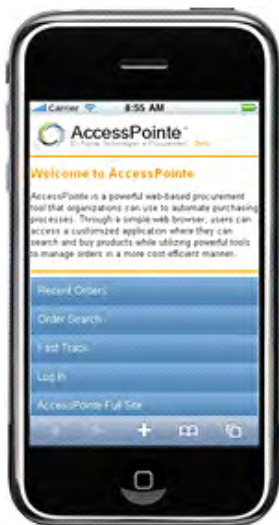 Carrier 8:55 AM
AccessPointe™
Welcome to AccessPointe
AccessPointe is a powerful web-based procurement
tool that organizations can use to automate purchasing
processes. Through a simple web browser, users can
access a customized application where they can
search and buy products while utilizing powerful tools
to manage orders in a more cost-efficient manner.
Recent Orders
Order Search
Fast Track
Log In
AccessPointe Full Site